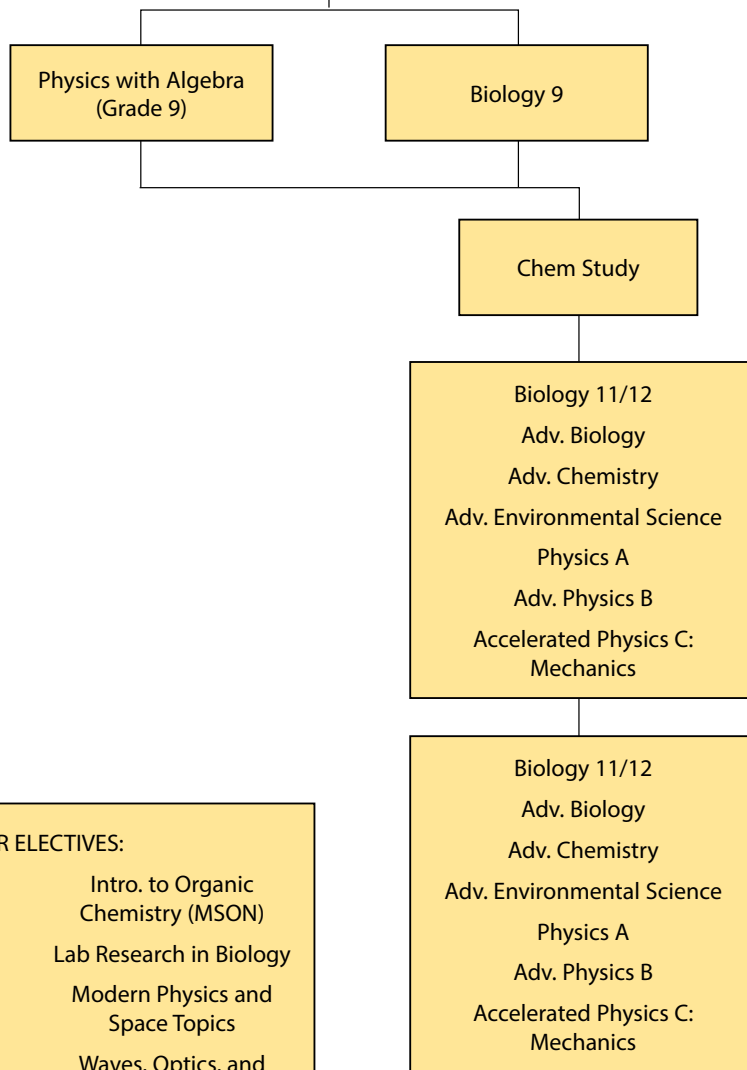 Physics with Algebra
(Grade 9)
Biology 9
Chem Study
Biology 11/12
Adv. Biology
Adv. Chemistry
Adv. Environmental Science
Physics A
Adv. Physics B
Accelerated Physics C:
Mechanics
Biology 11/12
Adv. Biology
Adv. Chemistry
Adv. Environmental Science
Physics A
Adv. Physics B
Accelerated Physics C:
Mechanics
ELECTIVES:
Intro. to Organic
Chemistry (MSON)
Lab Research in Biology
Modern Physics and
Space Topics
Waves, Optics, and